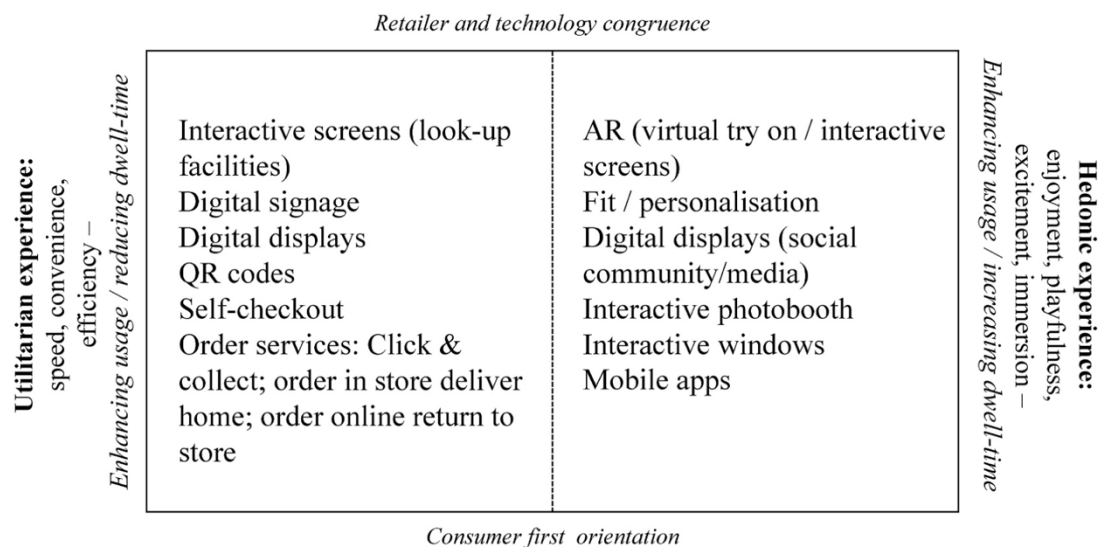 Retailer and technology congruence
Utilitarian experience:
speed, convenience,
efficiency –
Enhancing usage / reducing dwell-time
Interactive screens (look-up
facilities)
Digital signage
Digital displays
QR codes
Self-checkout
Order services: Click &
collect; order in store deliver
home; order online return to
store
AR (virtual try on / interactive
screens)
Fit / personalisation
Digital displays (social
community/media)
Interactive photobooth
Interactive windows
Mobile apps
Hedonic experience:
enjoyment, playfulness,
excitement, immersion –
Enhancing usage / increasing dwell-time
Consumer first orientation